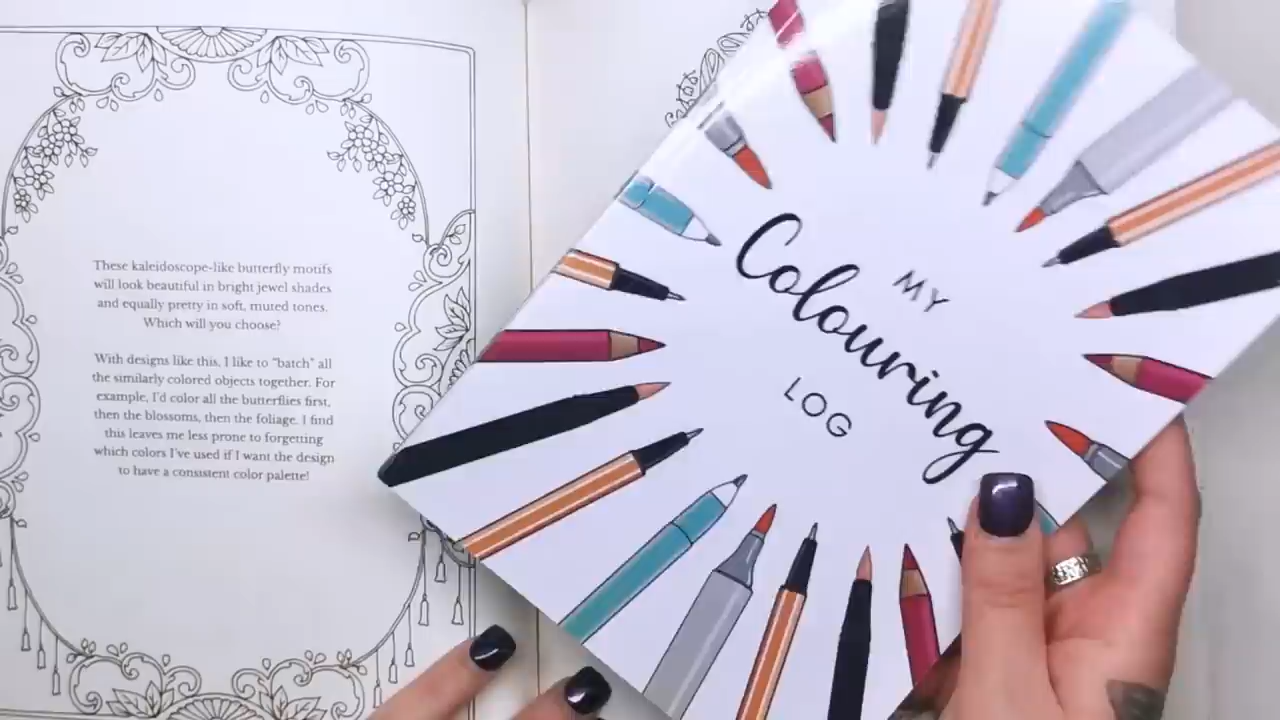 These kaleidoscope-like butterfly motifs
will look beautiful in bright jewel shades
and equally pretty in soft, muted tones.
Which will you choose?
With designs like this, I like to "batch" all
the similarly colored objects together. For
example, I'd color all the butterflies first,
then the blossoms, then the foliage. I find
this leaves me less prone to forgetting
which colors I've used if I want the design
to have a consistent color palette!
MY
Colouring
LOG